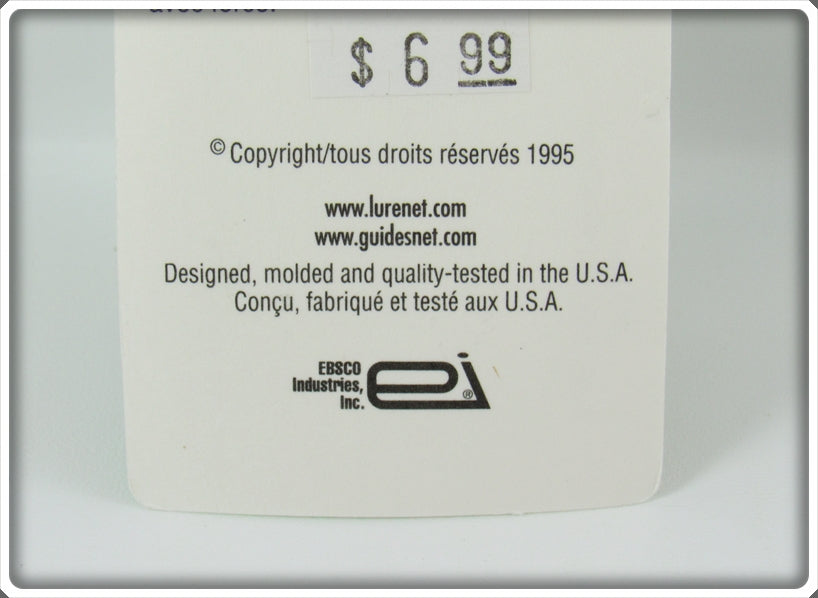 $ 6 99
© Copyright/tous droits réservés 1995
www.lurenet.com
www.guidesnet.com
Designed, molded and quality-tested in the U.S.A.
Conçu, fabriqué et testé aux U.S.A.
EBSCO
Industries,
Inc.
ei ®